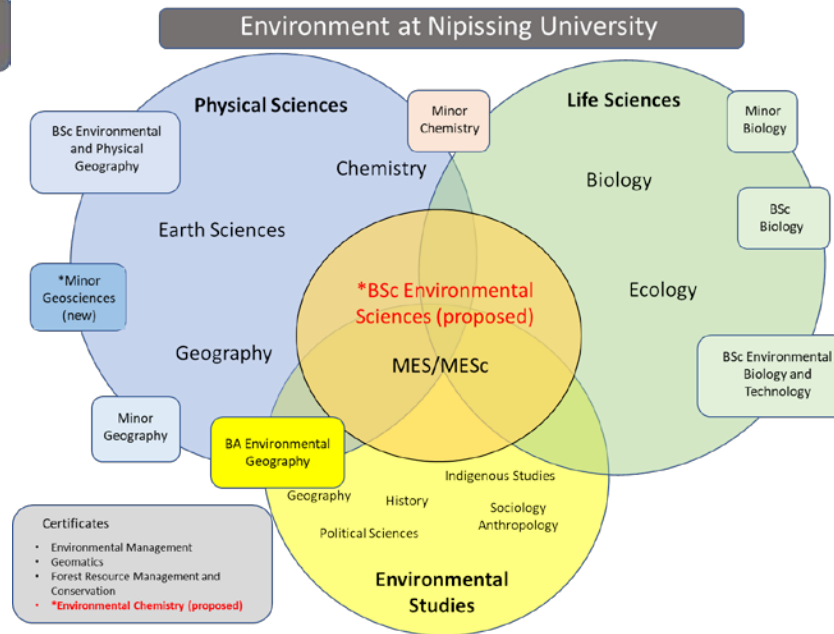 Environment at Nipissing University
Physical Sciences
Life Sciences
Minor
Chemistry
Minor
Biology
BSc Environmental
and Physical
Geography
Chemistry
Biology
BSc
Biology
Earth Sciences
*Minor
Geosciences
(new)
*BSc Environmental
Sciences (proposed)
Ecology
Geography
MES/MESc
BSc Environmental
Biology and
Technology
Minor
Geography
BA Environmental
Geography
Geography
History
Indigenous Studies
Sociology
Anthropology
Political Sciences
Environmental
Studies
Certificates
• Environmental Management
• Geomatics
• Forest Resource Management and
Conservation
• *Environmental Chemistry (proposed)